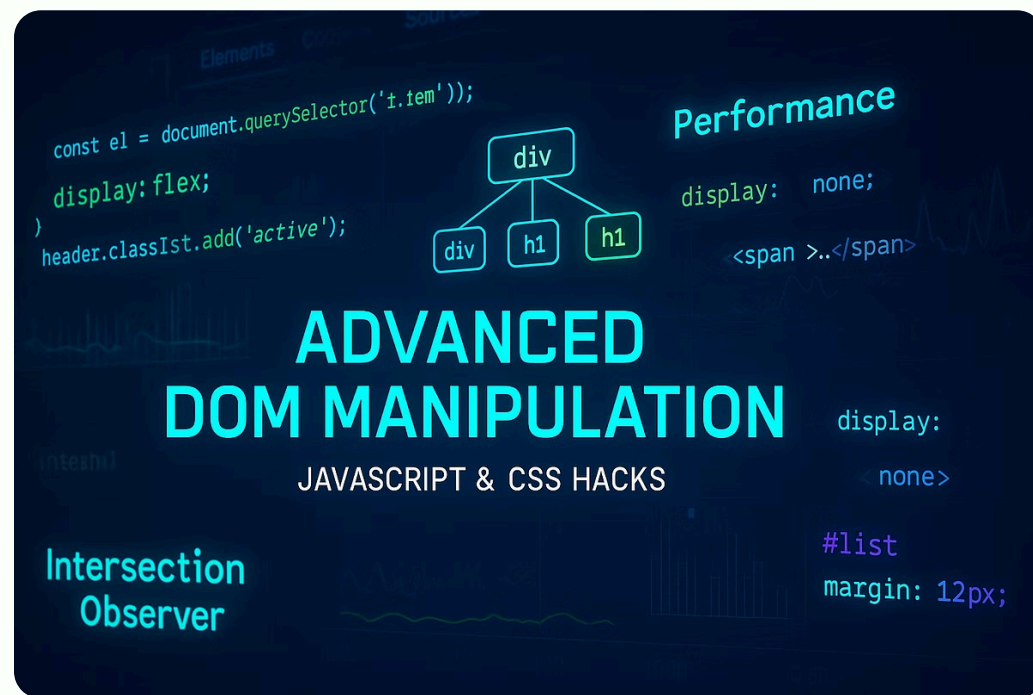 Elements
Sources
const el = document.querySelector('t.tem'));
display: flex;
}
header.classIst.add('active');
div
div
h1
h1
Performance
display: none;
<span >..</span>
ADVANCED
DOM MANIPULATION
JAVASCRIPT & CSS HACKS
display:
< none>
#list
margin: 12px;
Intersection
Observer